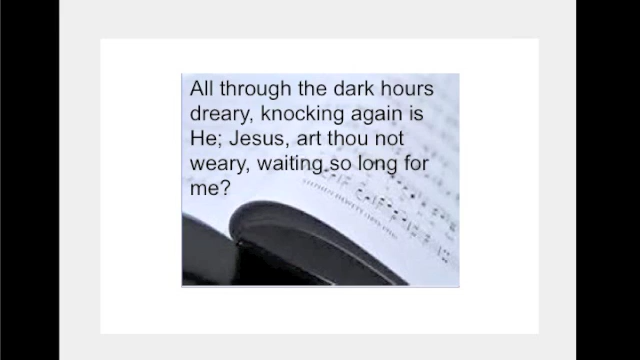 All through the dark hours
dreary, knocking again is
He; Jesus, art thou not
weary, waiting so long for
me?